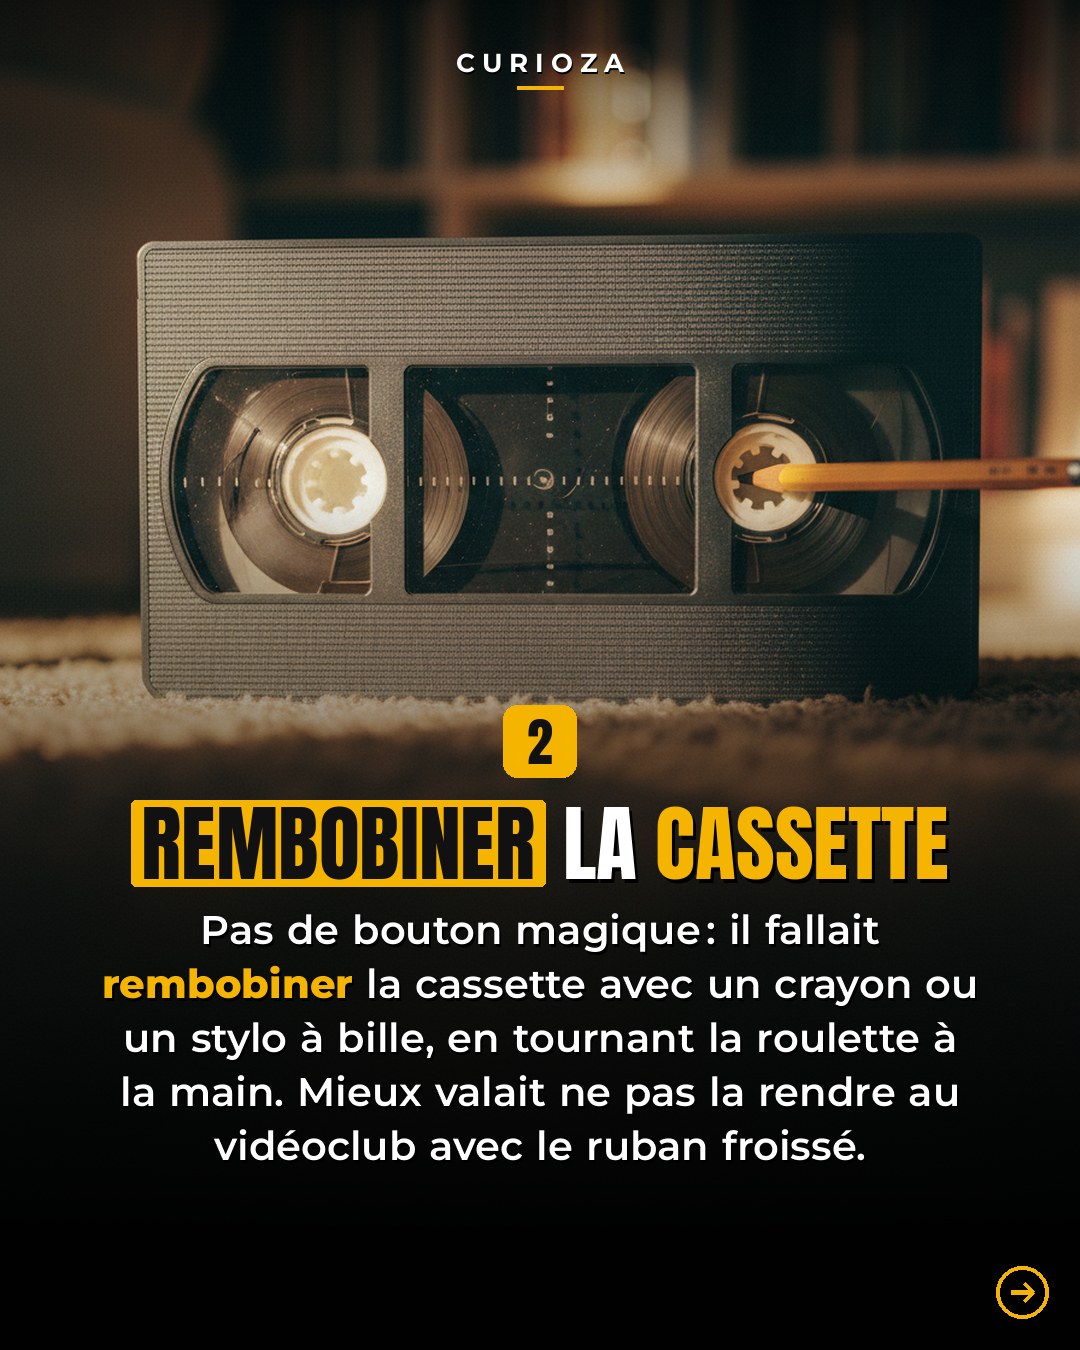 CURIOZA
2
REMBOBINER LA CASSETTE
Pas de bouton magique : il fallait
rembobiner la cassette avec un crayon ou
un stylo à bille, en tournant la roulette à
la main. Mieux valait ne pas la rendre au
vidéoclub avec le ruban froissé.